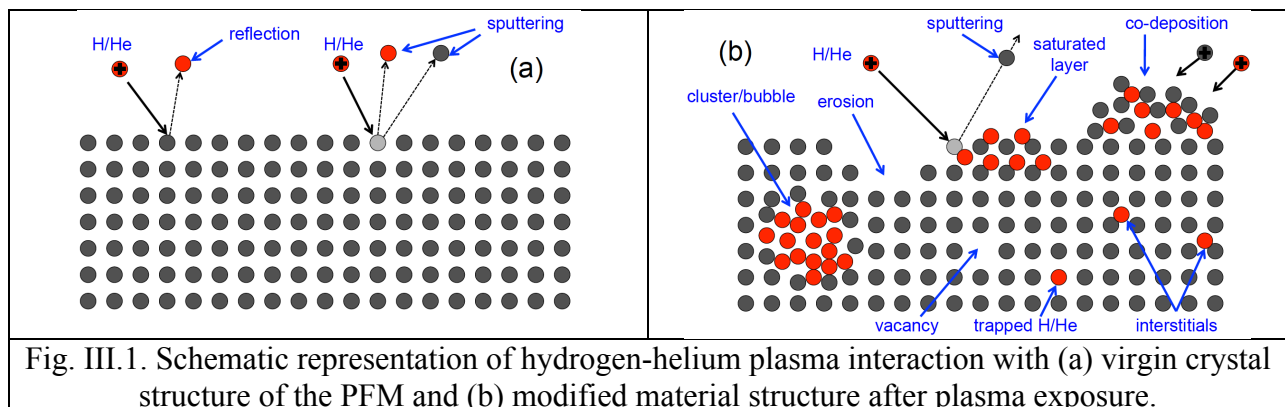 reflection
H/He
H/He
sputtering
(a)
(b)
H/He
sputtering
saturated
layer
co-deposition
cluster/bubble
erosion
vacancy
trapped H/He
interstitials
Fig. III.1. Schematic representation of hydrogen-helium plasma interaction with (a) virgin crystal
structure of the PFM and (b) modified material structure after plasma exposure.